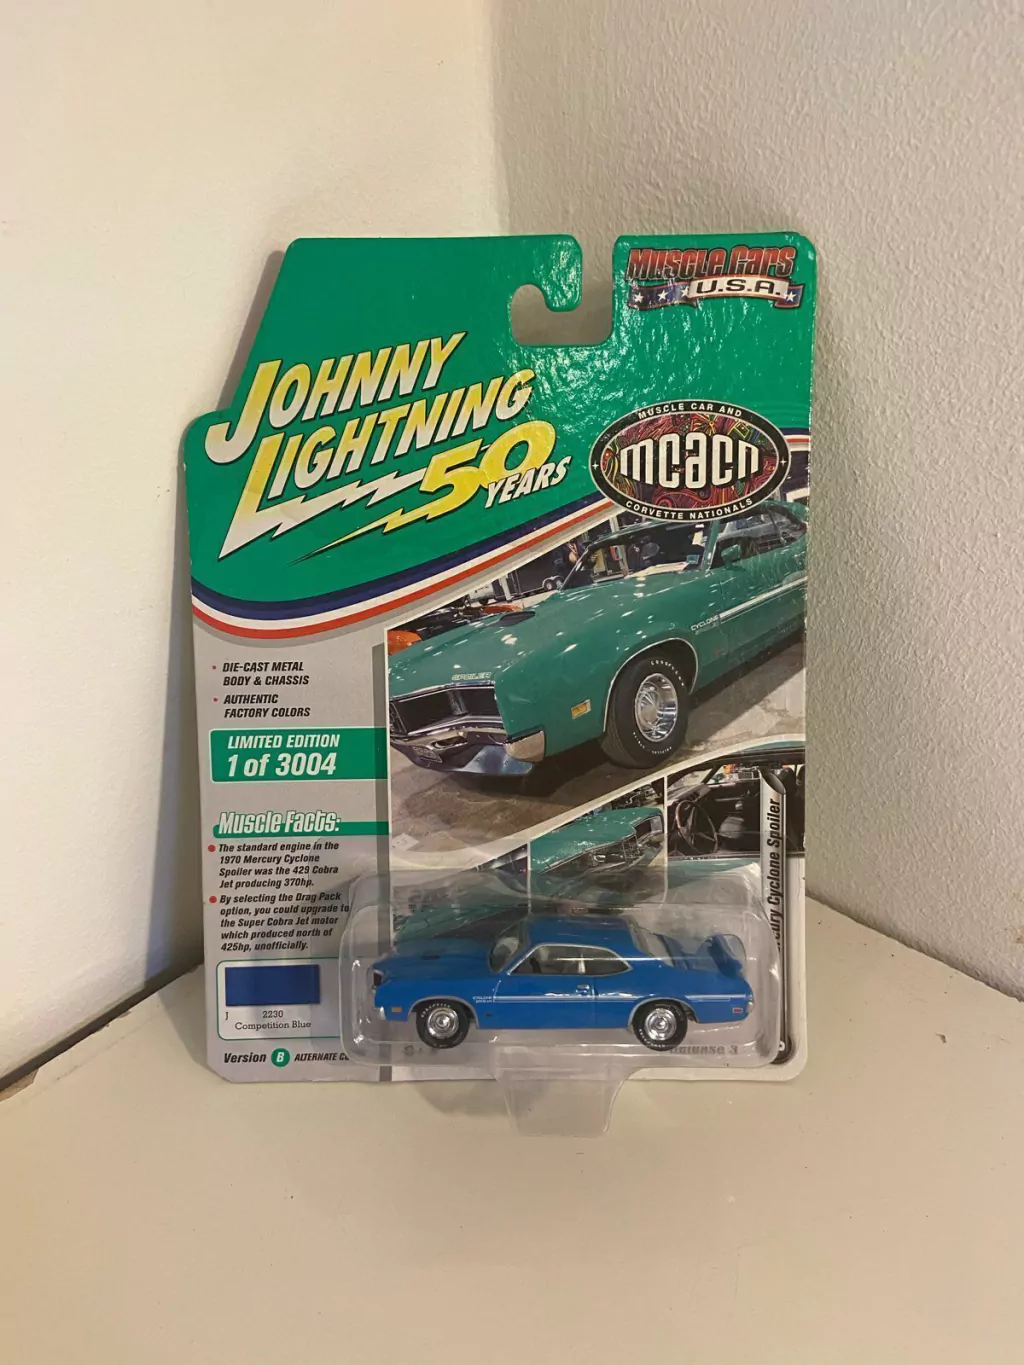 Muscle Cars
U.S.A.
JOHNNY
LIGHTNING
50
YEARS
MUSCLE CAR AND
mcacn
CORVETTE NATIONALS
CYCLONE
SPOILER
• DIE-CAST METAL
BODY & CHASSIS
• AUTHENTIC
FACTORY COLORS
LIMITED EDITION
1 of 3004
Muscle Facts:
• The standard engine in the
1970 Mercury Cyclone
Spoiler was the 429 Cobra
Jet producing 370hp.
• By selecting the Drag Pack
option, you could upgrade to
the Super Cobra Jet motor
which produced north of
425hp, unofficially.
J 2230
Competition Blue
Version B ALTERNATE
Cyclone Spoiler
CYCLONE